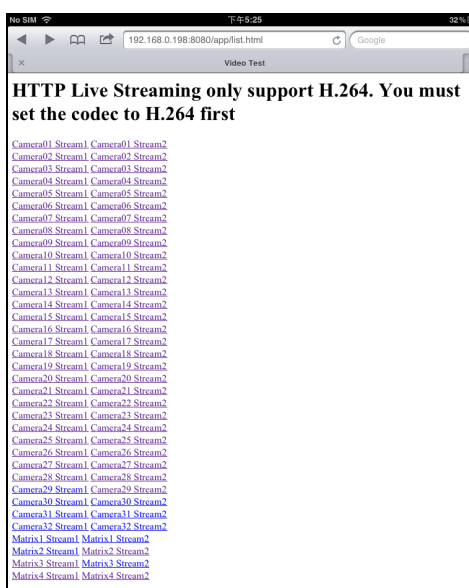 No SIM 下午5:25 32%
192.168.0.198:8080/app/list.html Google
Video Test
HTTP Live Streaming only support H.264. You must
set the codec to H.264 first
Camera01 Stream1 Camera01 Stream2
Camera02 Stream1 Camera02 Stream2
Camera03 Stream1 Camera03 Stream2
Camera04 Stream1 Camera04 Stream2
Camera05 Stream1 Camera05 Stream2
Camera06 Stream1 Camera06 Stream2
Camera07 Stream1 Camera07 Stream2
Camera08 Stream1 Camera08 Stream2
Camera09 Stream1 Camera09 Stream2
Camera10 Stream1 Camera10 Stream2
Camera11 Stream1 Camera11 Stream2
Camera12 Stream1 Camera12 Stream2
Camera13 Stream1 Camera13 Stream2
Camera14 Stream1 Camera14 Stream2
Camera15 Stream1 Camera15 Stream2
Camera16 Stream1 Camera16 Stream2
Camera17 Stream1 Camera17 Stream2
Camera18 Stream1 Camera18 Stream2
Camera19 Stream1 Camera19 Stream2
Camera20 Stream1 Camera20 Stream2
Camera21 Stream1 Camera21 Stream2
Camera22 Stream1 Camera22 Stream2
Camera23 Stream1 Camera23 Stream2
Camera24 Stream1 Camera24 Stream2
Camera25 Stream1 Camera25 Stream2
Camera26 Stream1 Camera26 Stream2
Camera27 Stream1 Camera27 Stream2
Camera28 Stream1 Camera28 Stream2
Camera29 Stream1 Camera29 Stream2
Camera30 Stream1 Camera30 Stream2
Camera31 Stream1 Camera31 Stream2
Camera32 Stream1 Camera32 Stream2
Matrix1 Stream1 Matrix1 Stream2
Matrix2 Stream1 Matrix2 Stream2
Matrix3 Stream1 Matrix3 Stream2
Matrix4 Stream1 Matrix4 Stream2